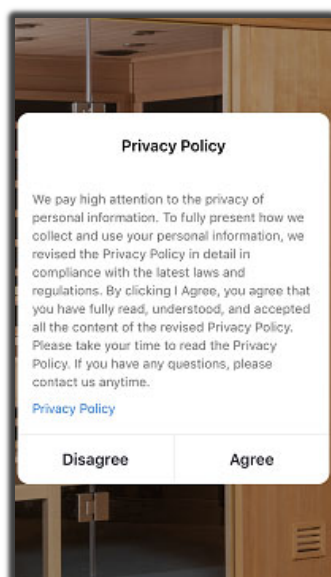 Privacy Policy
We pay high attention to the privacy of
personal information. To fully present how we
collect and use your personal information, we
revised the Privacy Policy in detail in
compliance with the latest laws and
regulations. By clicking I Agree, you agree that
you have fully read, understood, and accepted
all the content of the revised Privacy Policy.
Please take your time to read the Privacy
Policy. If you have any questions, please
contact us anytime.
Privacy Policy
Disagree Agree